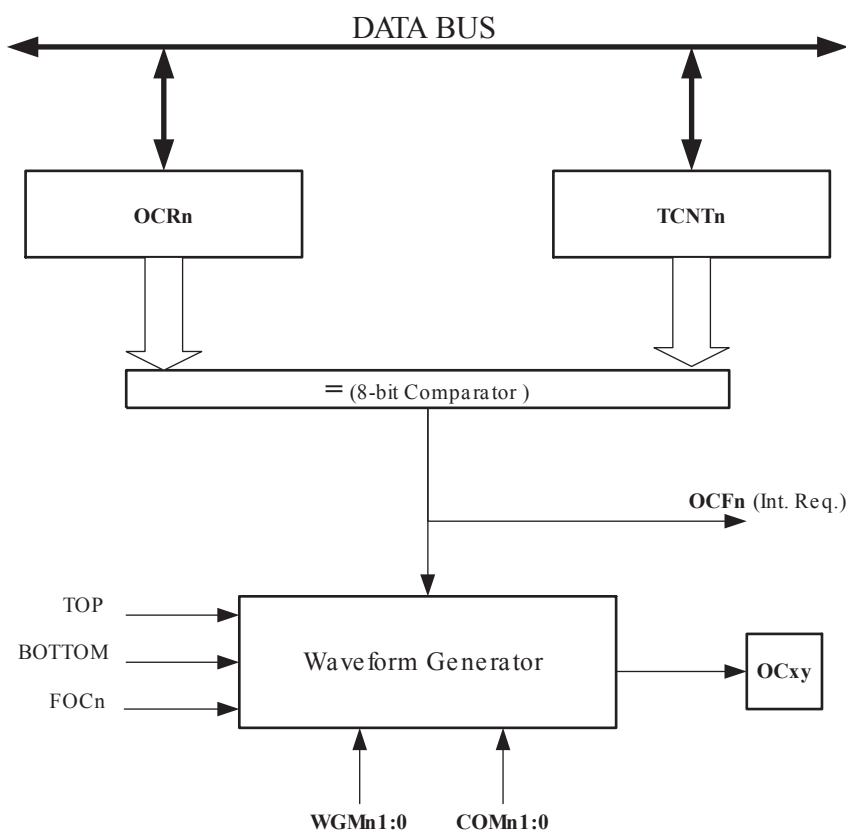 DATA BUS
OCRn
TCNTn
= (8-bit Comparator )
OCFn (Int. Req.)
TOP
BOTTOM
FOCn
Waveform Generator
OCxy
WGMn1:0
COMn1:0